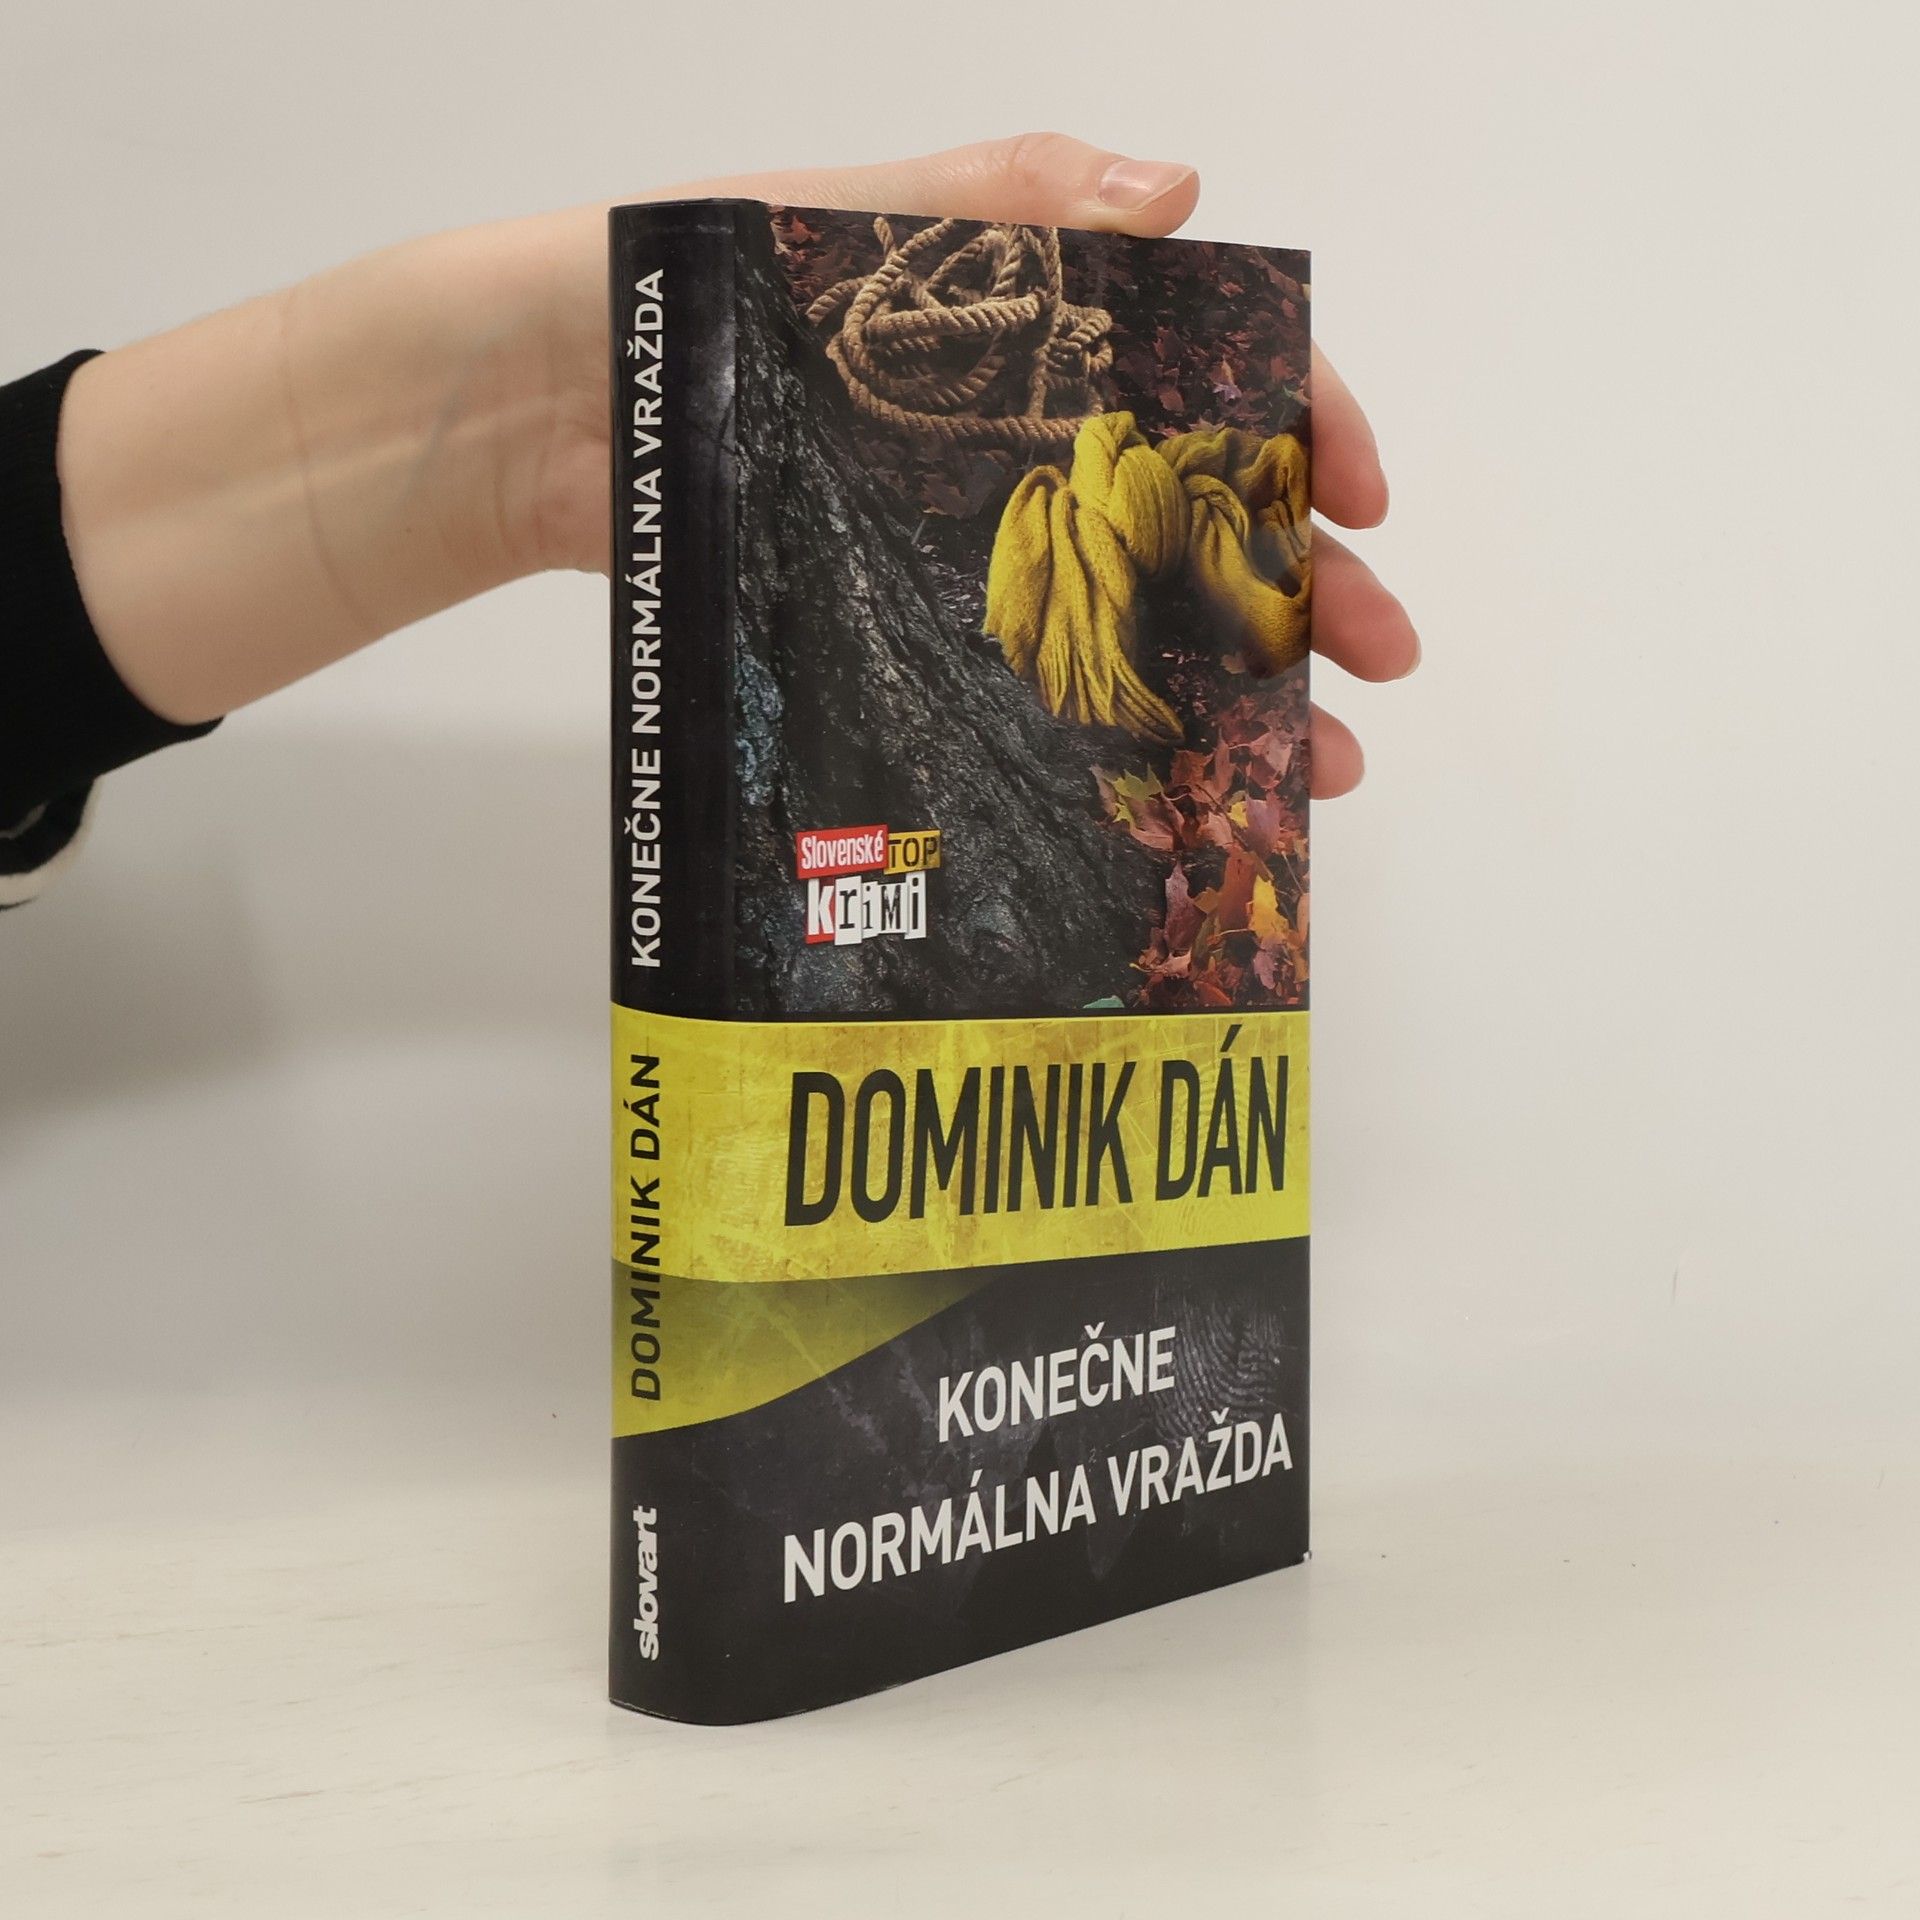 KONEČNE NORMÁLNA VRAŽDA
DOMINIK DÁN
slovart
Slovenské TOP
krimi
DOMINIK DÁN
KONEČNE
NORMÁLNA VRAŽDA